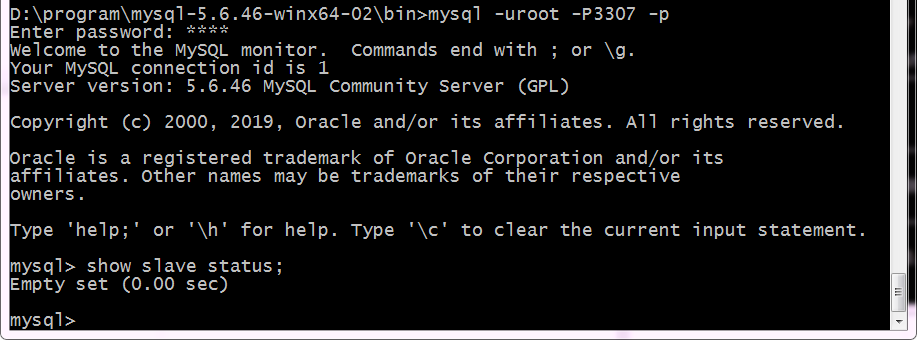 D:\program\mysql-5.6.46-winx64-02\bin>mysql -uroot -P3307 -p
Enter password: ****
Welcome to the MySQL monitor.  Commands end with ; or \g.
Your MySQL connection id is 1
Server version: 5.6.46 MySQL Community Server (GPL)
Copyright (c) 2000, 2019, Oracle and/or its affiliates. All rights reserved.
Oracle is a registered trademark of Oracle Corporation and/or its
affiliates. Other names may be trademarks of their respective
owners.
Type 'help;' or '\h' for help. Type '\c' to clear the current input statement.
mysql> show slave status;
Empty set (0.00 sec)
mysql>